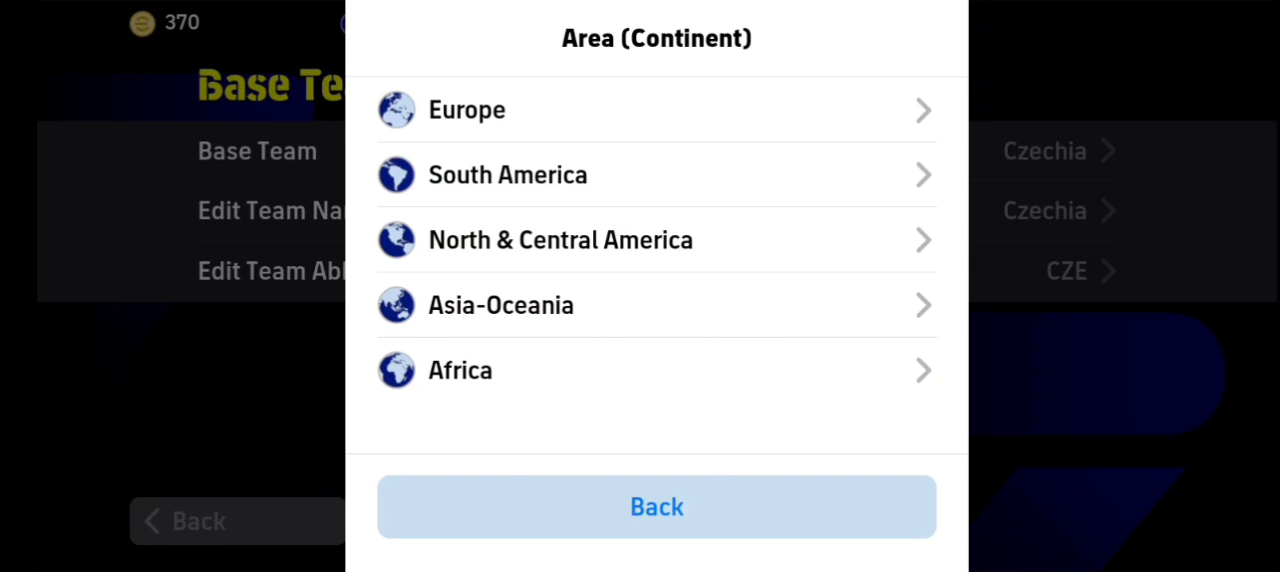 370
Area (Continent)
Base Te
Europe
Base Team
Czechia
South America
Edit Team Na
Czechia
North & Central America
Edit Team Ab
CZE
Asia-Oceania
Africa
Back
Back